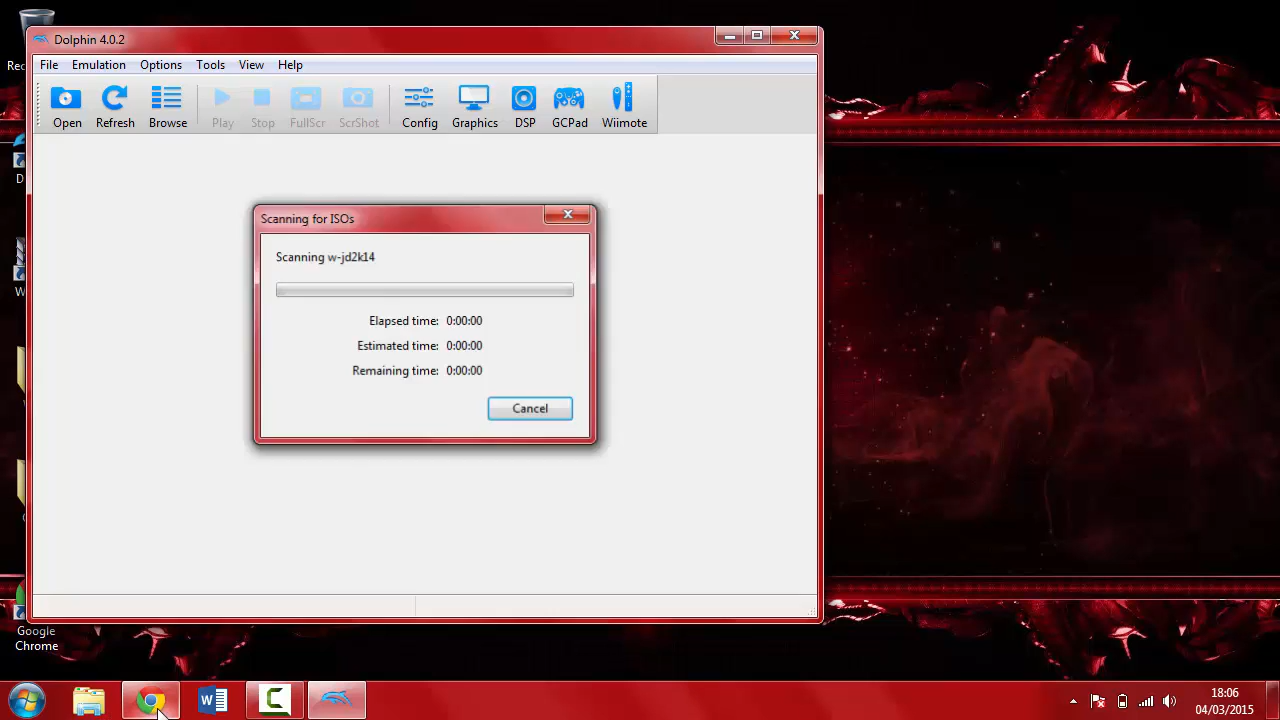 Dolphin 4.0.2
File Emulation Options Tools View Help
Open Refresh Browse Play Stop FullScr ScrShot Config Graphics DSP GCPad Wiimote
Scanning for ISOs
Scanning w-jd2k14
Elapsed time: 0:00:00
Estimated time: 0:00:00
Remaining time: 0:00:00
Cancel
Google
Chrome
18:06
04/03/2015